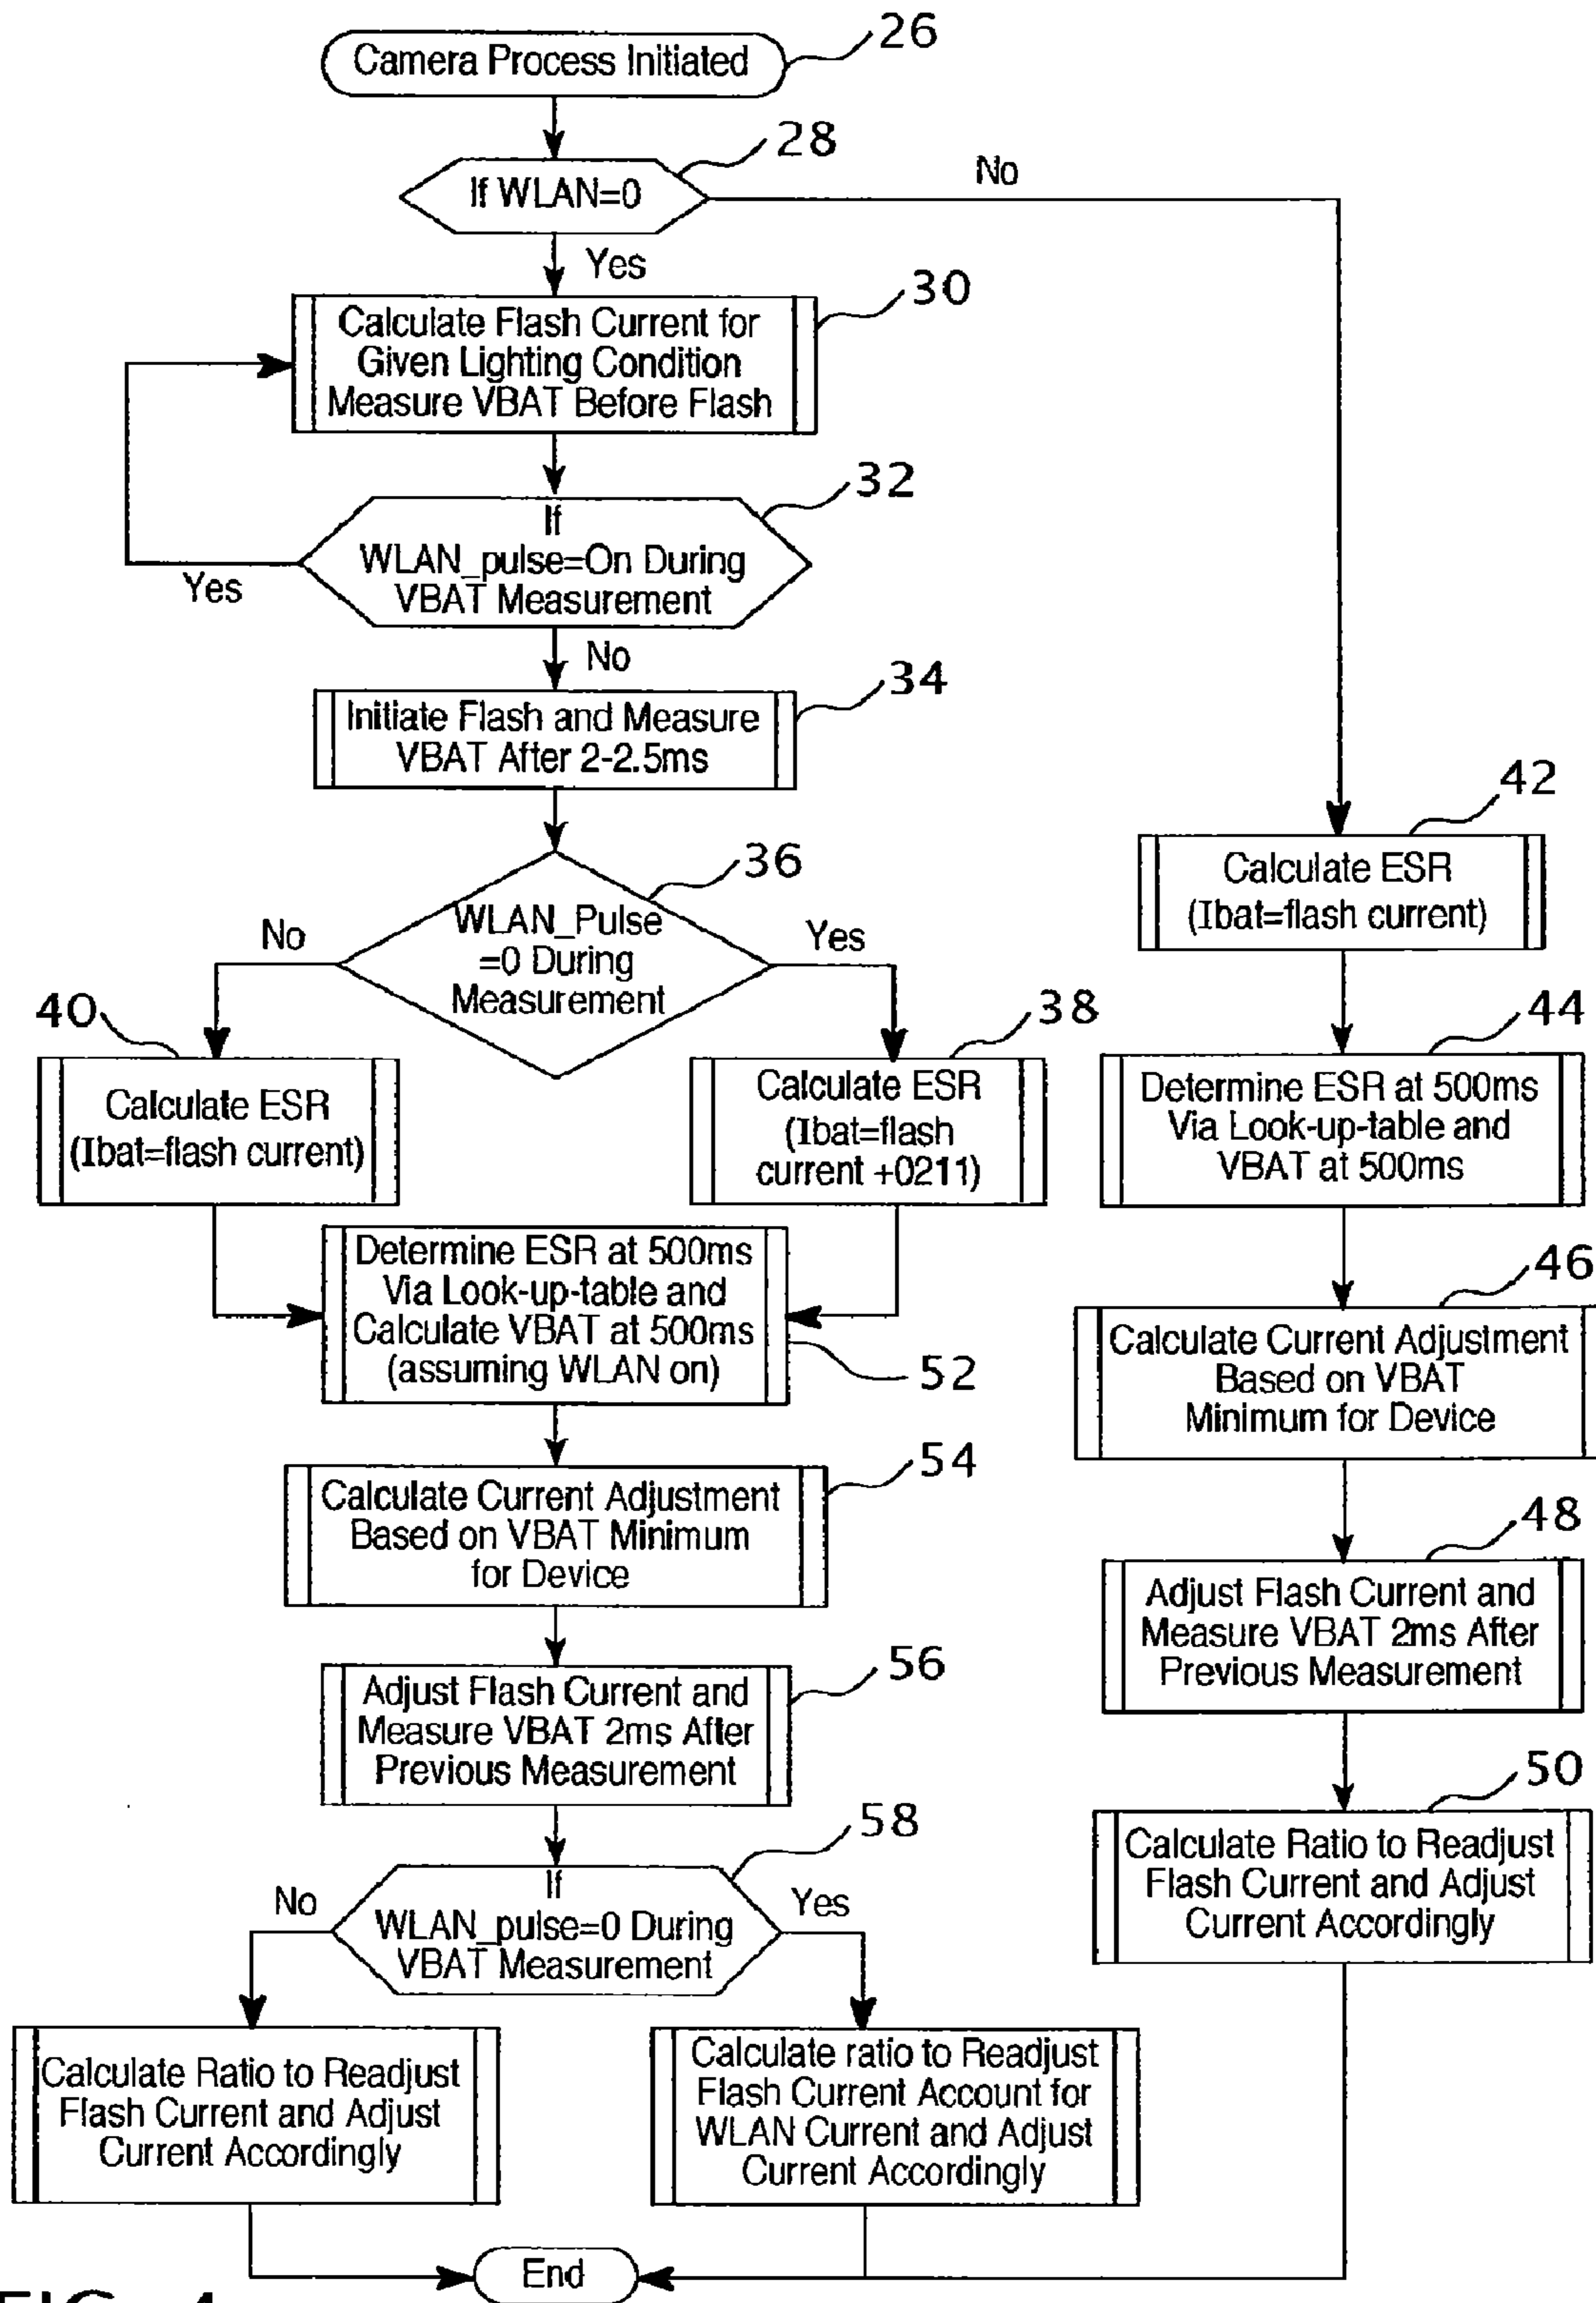 Camera Process Initiated
26
If WLAN=0
28
No
Yes
Calculate Flash Current for
Given Lighting Condition
Measure VBAT Before Flash
30
If
WLAN_pulse=On During
VBAT Measurement
32
Yes
No
Initiate Flash and Measure
VBAT After 2-2.5ms
34
WLAN_Pulse
=0 During
Measurement
36
No
Yes
40
Calculate ESR
(Ibat=flash current)
38
Calculate ESR
(Ibat=flash
current +0211)
Determine ESR at 500ms
Via Look-up-table and
Calculate VBAT at 500ms
(assuming WLAN on)
52
Calculate Current Adjustment
Based on VBAT Minimum
for Device
54
Adjust Flash Current and
Measure VBAT 2ms After
Previous Measurement
56
If
WLAN_pulse=0 During
VBAT Measurement
58
No
Yes
Calculate Ratio to Readjust
Flash Current and Adjust
Current Accordingly
Calculate ratio to Readjust
Flash Current Account for
WLAN Current and Adjust
Current Accordingly
42
Calculate ESR
(Ibat=flash current)
44
Determine ESR at 500ms
Via Look-up-table and
VBAT at 500ms
46
Calculate Current Adjustment
Based on VBAT
Minimum for Device
48
Adjust Flash Current and
Measure VBAT 2ms After
Previous Measurement
50
Calculate Ratio to Readjust
Flash Current and Adjust
Current Accordingly
End